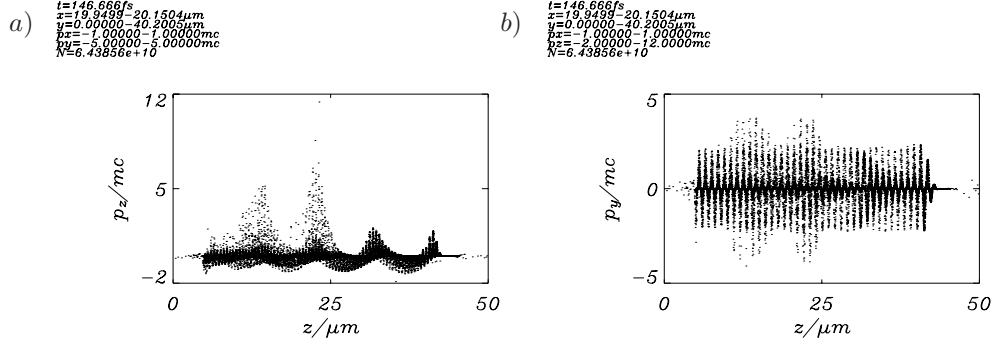 a)
t=146.666fs
x=19.9499-20.1504μm
y=0.00000-40.2005μm
px=-1.00000-1.00000mc
py=-5.00000-5.00000mc
N=6.43856e+10
12
5
-2
p_z/mc
0 25 50
z/μm
b)
t=146.666fs
x=19.9499-20.1504μm
y=0.00000-40.2005μm
px=-1.00000-1.00000mc
pz=-2.00000-12.0000mc
N=6.43856e+10
5
0
-5
p_y/mc
0 25 50
z/μm